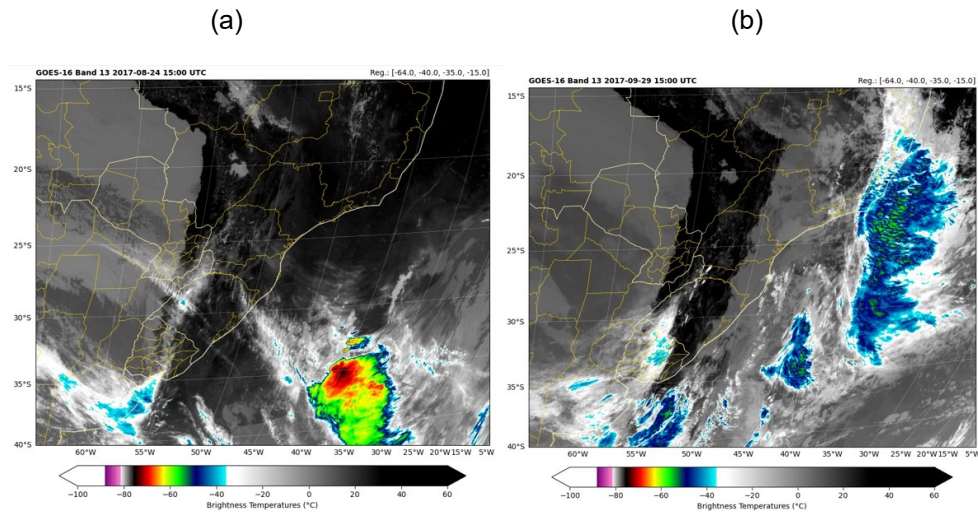 (a)
(b)
GOES-16 Band 13 2017-08-24 15:00 UTC
Reg.: [-64.0, -40.0, -35.0, -15.0]
15°S
20°S
25°S
30°S
35°S
40°S
60°W 55°W 50°W 45°W 40°W 35°W 30°W 25°W 20°W 15°W 5°W
−100 −80 −60 −40 −20 0 20 40 60
Brightness Temperatures (°C)
GOES-16 Band 13 2017-09-29 15:00 UTC
Reg.: [-64.0, -40.0, -35.0, -15.0]
15°S
20°S
25°S
30°S
35°S
40°S
60°W 55°W 50°W 45°W 40°W 35°W 30°W 25°W 20°W 15°W 5°W
−100 −80 −60 −40 −20 0 20 40 60
Brightness Temperatures (°C)